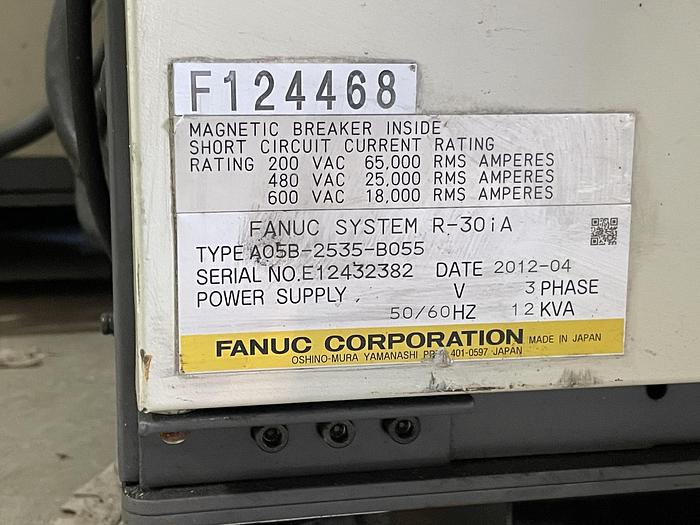 F124468
MAGNETIC BREAKER INSIDE
SHORT CIRCUIT CURRENT RATING
RATING 200 VAC 65,000 RMS AMPERES
480 VAC 25,000 RMS AMPERES
600 VAC 18,000 RMS AMPERES
FANUC SYSTEM R-30iA
TYPE A05B-2535-B055
SERIAL NO. E12432382 DATE 2012-04
POWER SUPPLY V 3 PHASE
50/60 HZ 12 KVA
FANUC CORPORATION MADE IN JAPAN
OSHINO-MURA YAMANASHI 401-0597 JAPAN